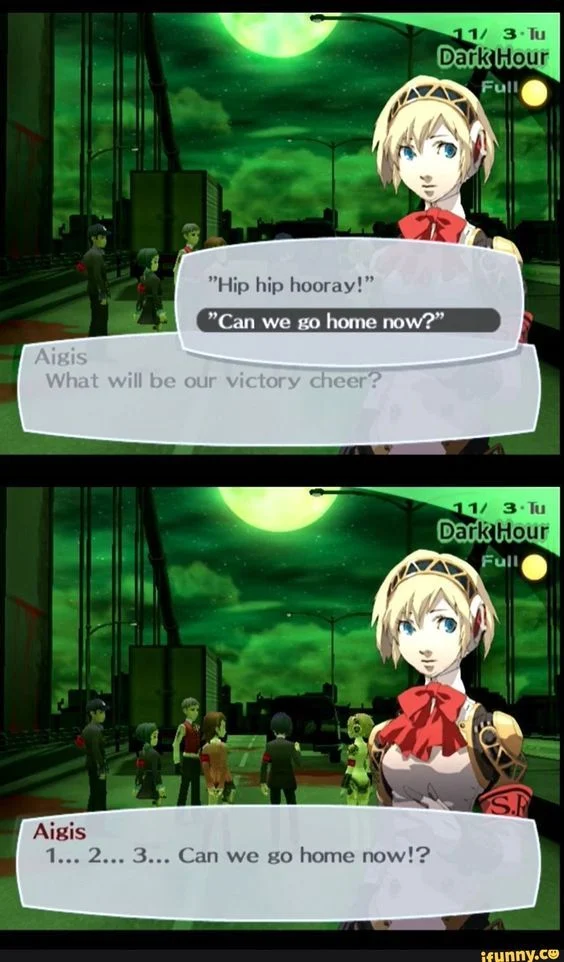 11/ 3・Tu
Dark Hour
Full
"Hip hip hooray!"
"Can we go home now?"
Aigis
What will be our victory cheer?
11/ 3・Tu
Dark Hour
Full
S.
Aigis
1... 2... 3... Can we go home now!?
ifunny.co